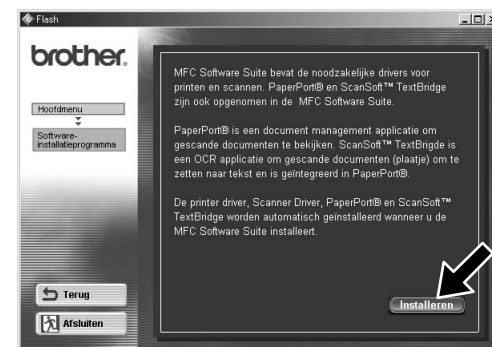 Flash
brother.
Hoofdmenu
Software-
installatieprogramma
MFC Software Suite bevat de noodzakelijke drivers voor
printen en scannen. PaperPort® en ScanSoft™ TextBridge
zijn ook opgenomen in de MFC Software Suite.
PaperPort® is een document management applicatie om
gescande documenten te bekijken. ScanSoft™ TextBrigde is
een OCR applicatie om gescande documenten (plaatje) om te
zetten naar tekst en is geïntegreerd in PaperPort®.
De printer driver, Scanner Driver, PaperPort® en ScanSoft™
TextBridge worden automatisch geïnstalleerd wanneer u de
MFC Software Suite installeert.
Installeren
Terug
Afsluiten